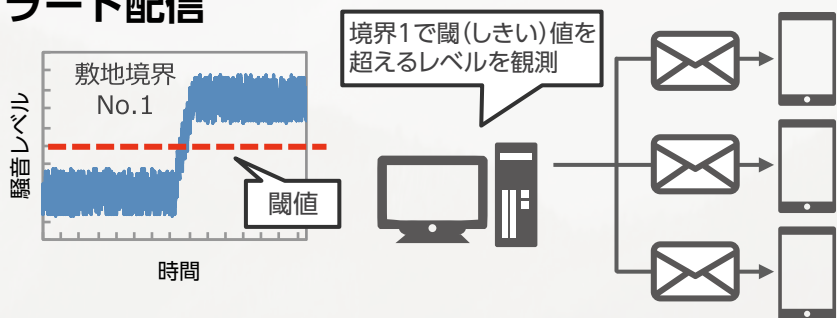 ラート配信
境界1で閾(しきい)値を
超えるレベルを観測
敷地境界
No.1
騒音レベル
閾値
時間